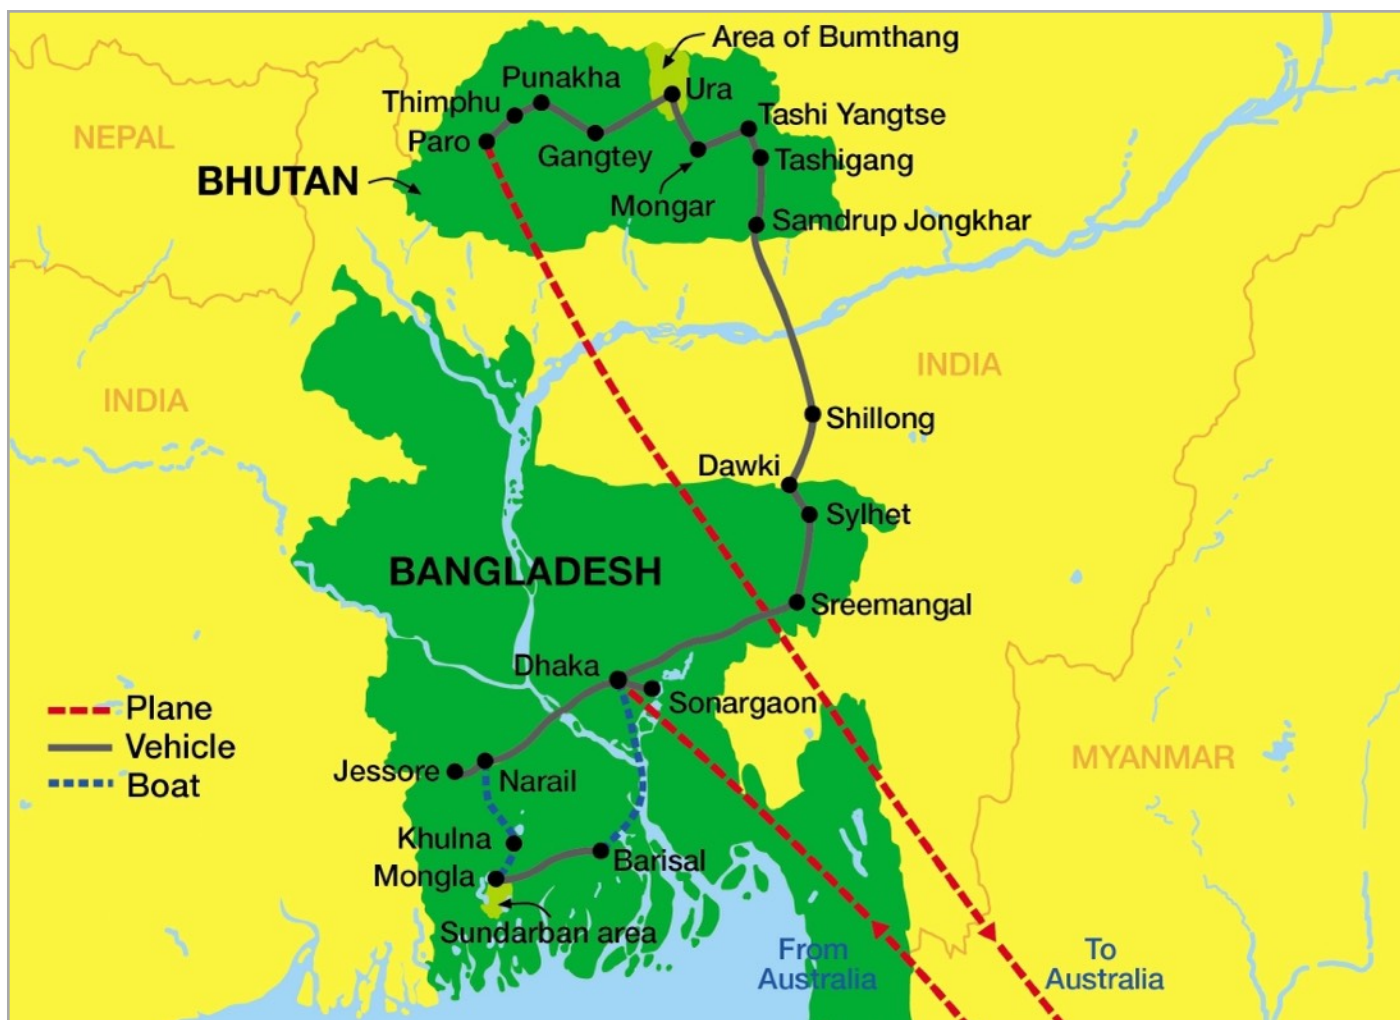 Area of Bumthang
Punakha
Ura
Thimphu
Tashi Yangtse
NEPAL
Paro
Gangtey
Tashigang
BHUTAN
Mongar
Samdrup Jongkhar
INDIA
INDIA
Shillong
Dawki
Sylhet
BANGLADESH
Sreemangal
Dhaka
Sonargaon
Plane
Vehicle
Boat
MYANMAR
Jessore
Narail
Khulna
Barisal
Mongla
Sundarban area
From
Australia
To
Australia